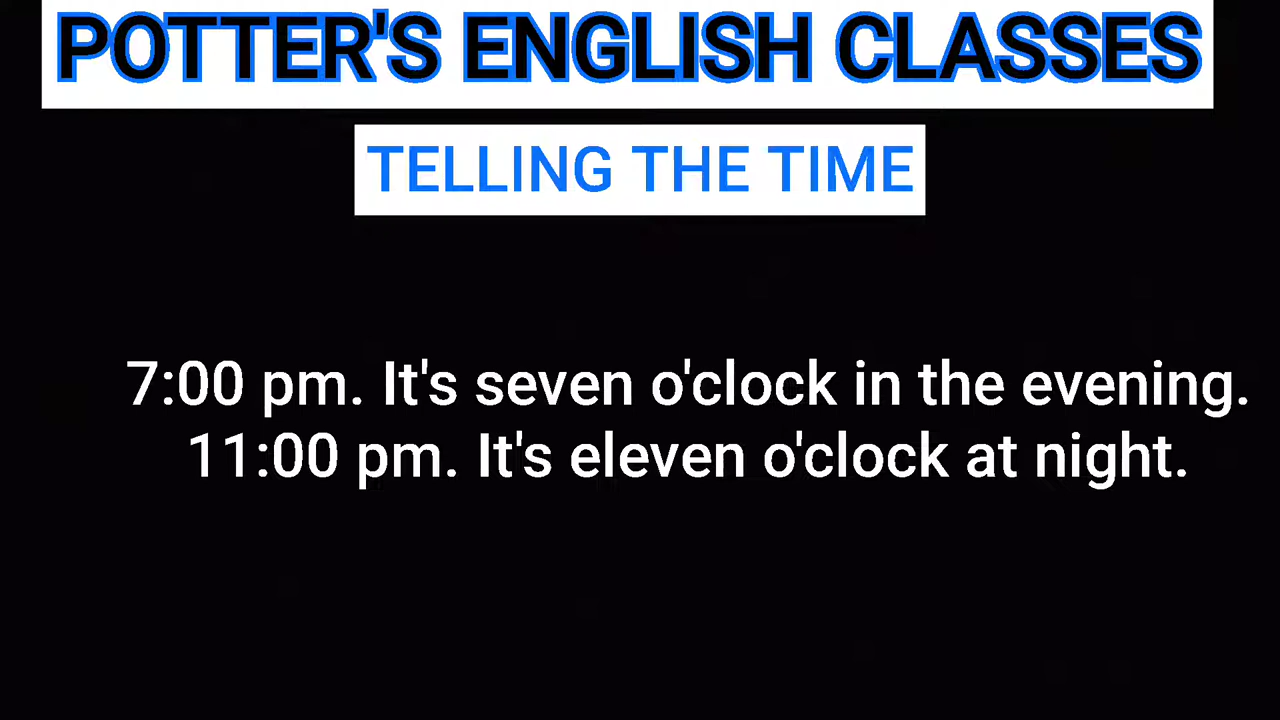 POTTER'S ENGLISH CLASSES
TELLING THE TIME
7:00 pm. It's seven o'clock in the evening.
11:00 pm. It's eleven o'clock at night.